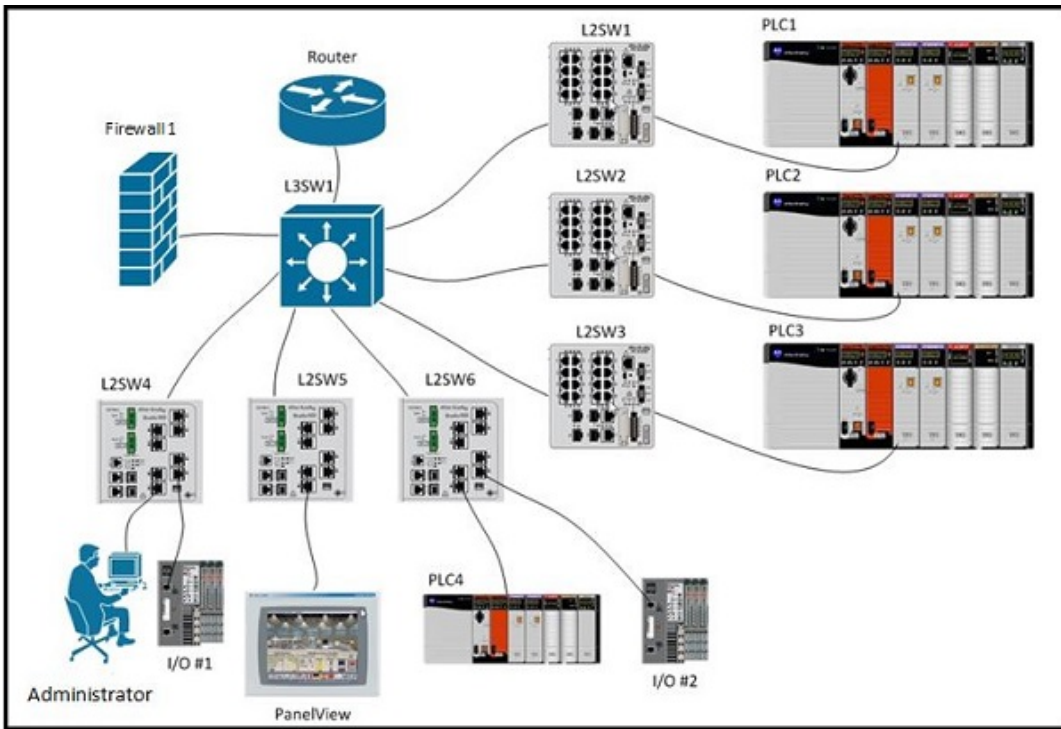 L2SW1
PLC1
Router
Firewall 1
L3SW1
L2SW2
PLC2
L2SW3
PLC3
L2SW4
L2SW5
L2SW6
PLC4
I/O #1
I/O #2
Administrator
PanelView